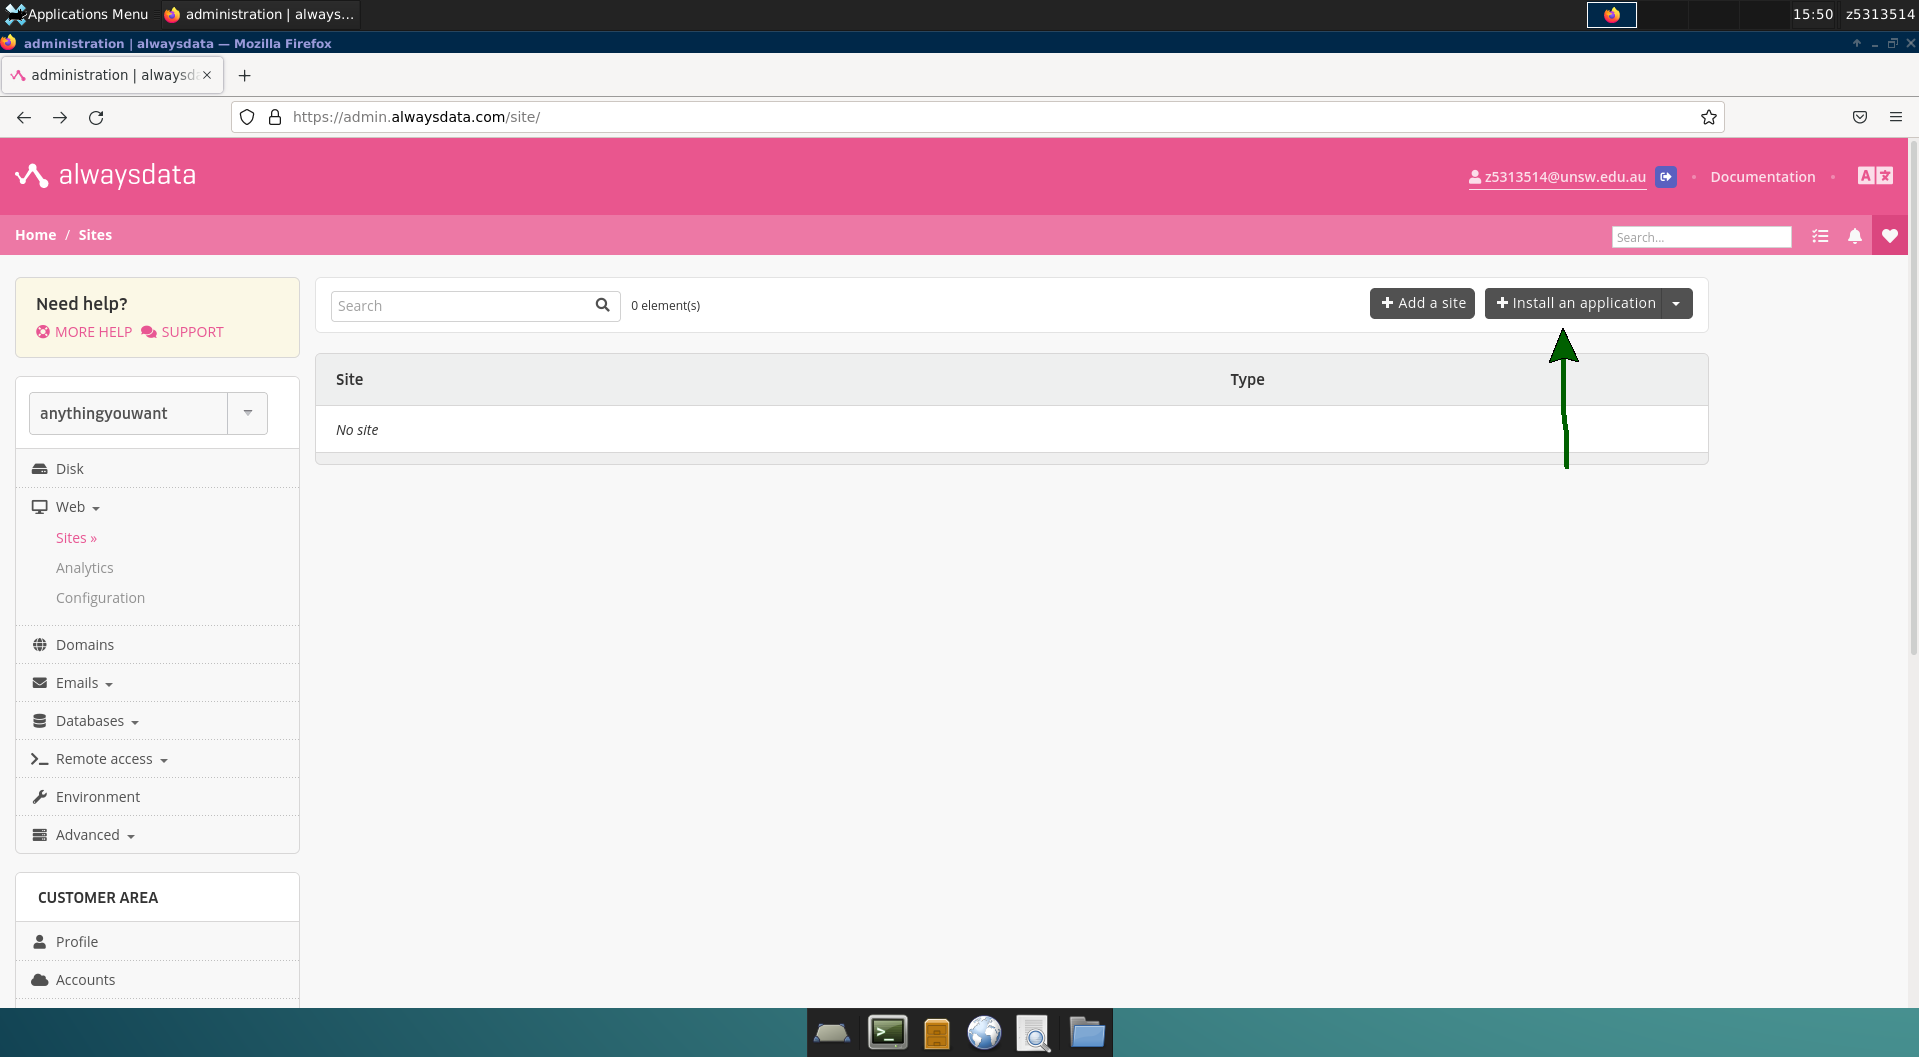 Applications Menu
administration | always...
15:50
z5313514
administration | alwaysdata — Mozilla Firefox
administration | alwaysd
https://admin.alwaysdata.com/site/
alwaysdata
z5313514@unsw.edu.au
Documentation
A
Home / Sites
Search...
Need help?
MORE HELP
SUPPORT
Search
0 element(s)
Add a site
Install an application
Site
Type
No site
anythingyouwant
Disk
Web
Sites »
Analytics
Configuration
Domains
Emails
Databases
Remote access
Environment
Advanced
CUSTOMER AREA
Profile
Accounts